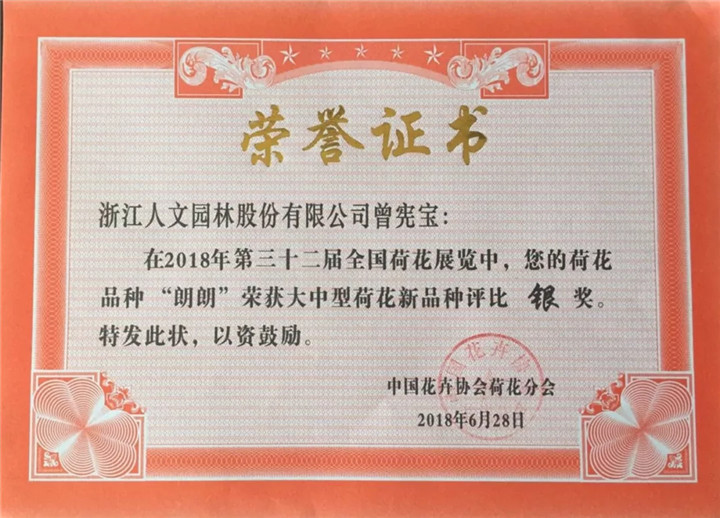 荣誉证书
浙江人文园林股份有限公司曾宪宝：
在2018年第三十二届全国荷花展览中，您的荷花
品种“朗朗”荣获大中型荷花新品种评比 银 奖。
特发此状，以资鼓励。
中国花卉协会荷花分会
2018年6月28日